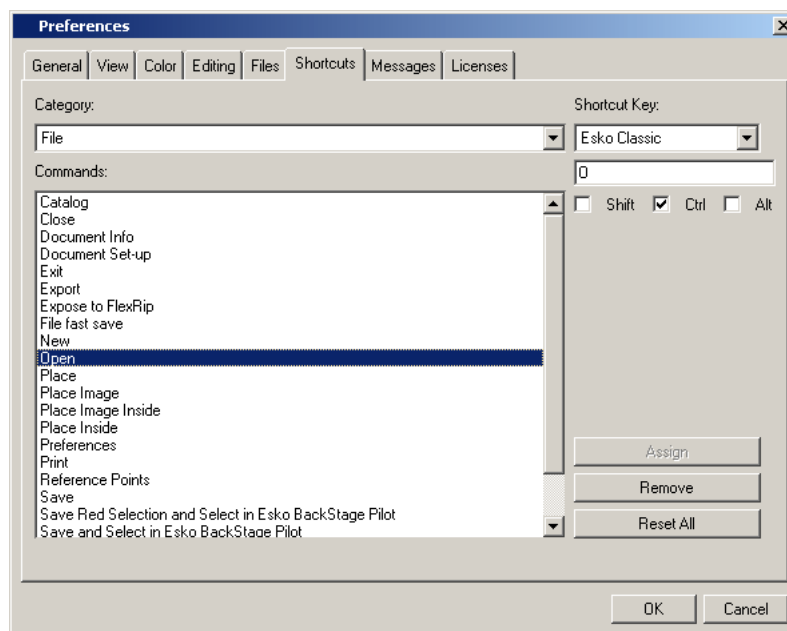 Preferences
General View Color Editing Files Shortcuts Messages Licenses
Category: Shortcut Key:
File Esko Classic
Commands: O
Catalog Shift Ctrl Alt
Close
Document Info
Document Set-up
Exit
Export
Expose to FlexRip
File fast save
New
Open
Place
Place Image
Place Image Inside
Place Inside
Preferences
Print Assign
Reference Points
Save Remove
Save Red Selection and Select in Esko BackStage Pilot
Save and Select in Esko BackStage Pilot Reset All
OK Cancel